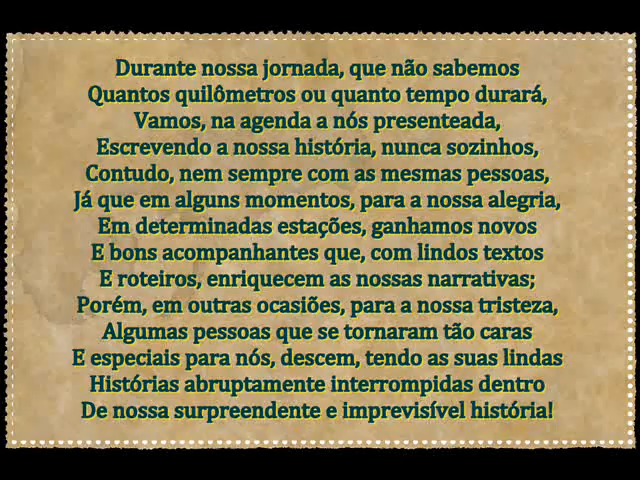 Durante nossa jornada, que não sabemos
Quantos quilômetros ou quanto tempo durará,
Vamos, na agenda a nós presenteada,
Escrevendo a nossa história, nunca sozinhos,
Contudo, nem sempre com as mesmas pessoas,
Já que em alguns momentos, para a nossa alegria,
Em determinadas estações, ganhamos novos
E bons acompanhantes que, com lindos textos
E roteiros, enriquecem as nossas narrativas;
Porém, em outras ocasiões, para a nossa tristeza,
Algumas pessoas que se tornaram tão caras
E especiais para nós, descem, tendo as suas lindas
Histórias abruptamente interrompidas dentro
De nossa surpreendente e imprevisível história!